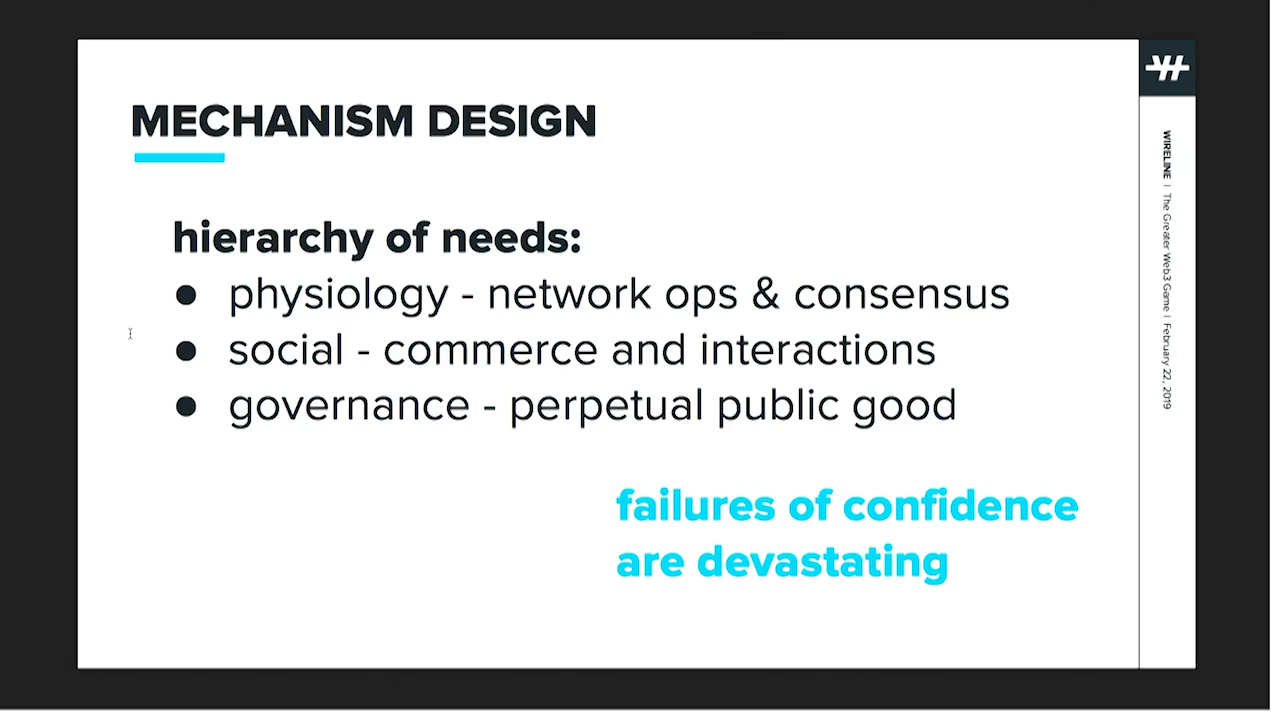 MECHANISM DESIGN
hierarchy of needs:
● physiology - network ops & consensus
● social - commerce and interactions
● governance - perpetual public good
failures of confidence
are devastating
WIRELINE | The Greater Web3 Game | February 22, 2019